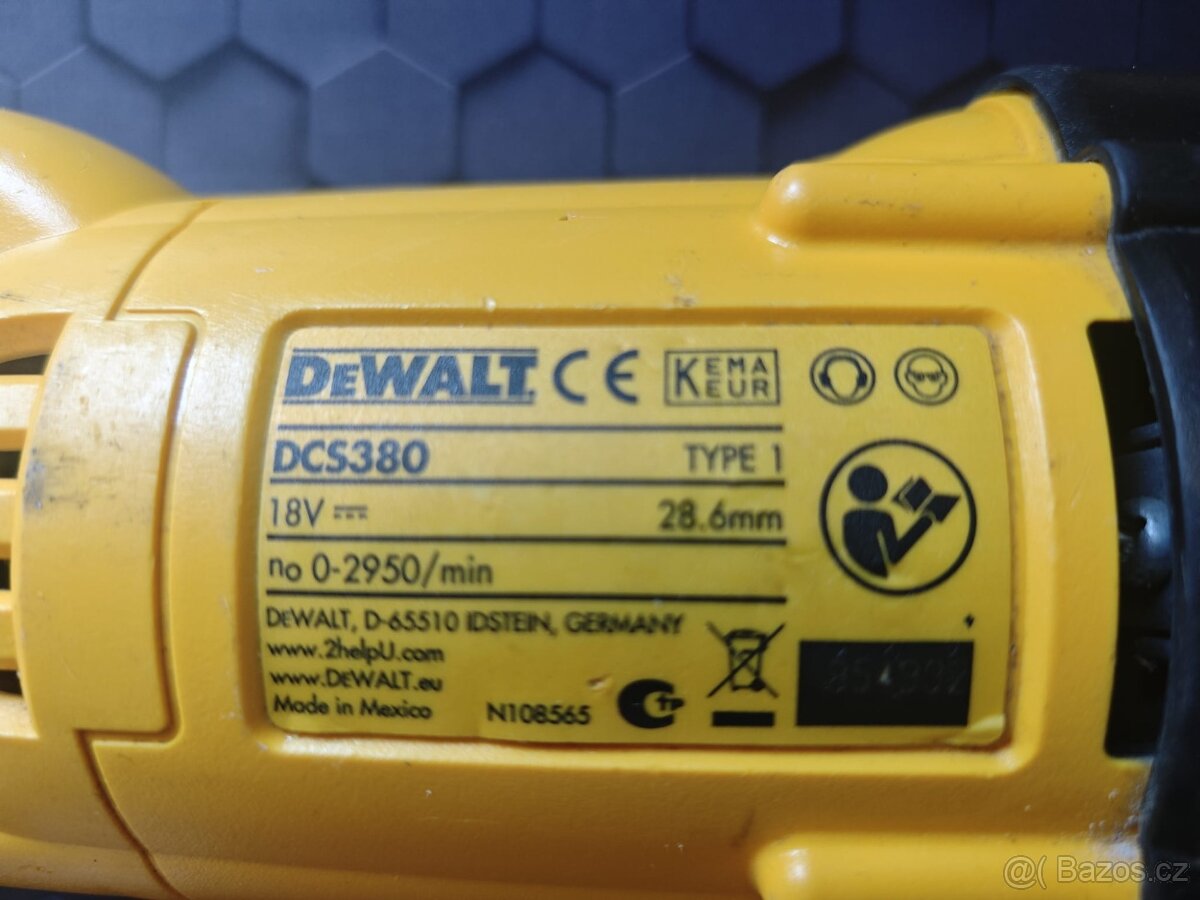 DEWALT CE KEMA KEUR
DCS380 TYPE 1
18V 28.6mm
no 0-2950/min
DEWALT, D-65510 IDSTEIN, GERMANY
www.2helpU.com
www.DEWALT.eu
Made in Mexico N108565
@( Bazos.cz